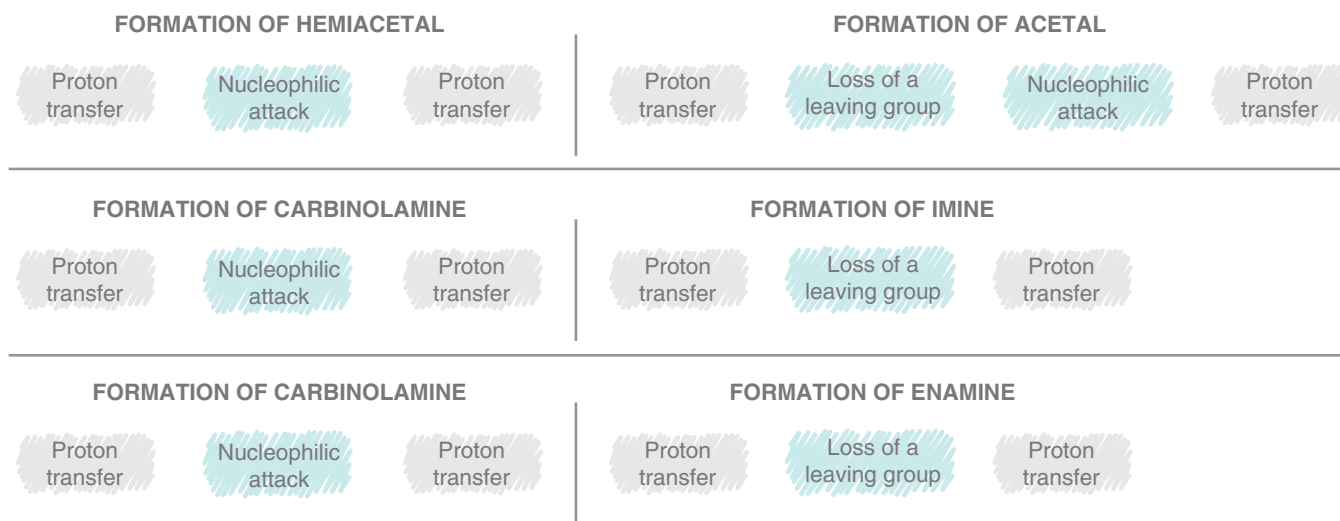 FORMATION OF HEMIACETAL
Proton
transfer
Nucleophilic
attack
Proton
transfer
FORMATION OF ACETAL
Proton
transfer
Loss of a
leaving group
Nucleophilic
attack
Proton
transfer
FORMATION OF CARBINOLAMINE
Proton
transfer
Nucleophilic
attack
Proton
transfer
FORMATION OF IMINE
Proton
transfer
Loss of a
leaving group
Proton
transfer
FORMATION OF CARBINOLAMINE
Proton
transfer
Nucleophilic
attack
Proton
transfer
FORMATION OF ENAMINE
Proton
transfer
Loss of a
leaving group
Proton
transfer